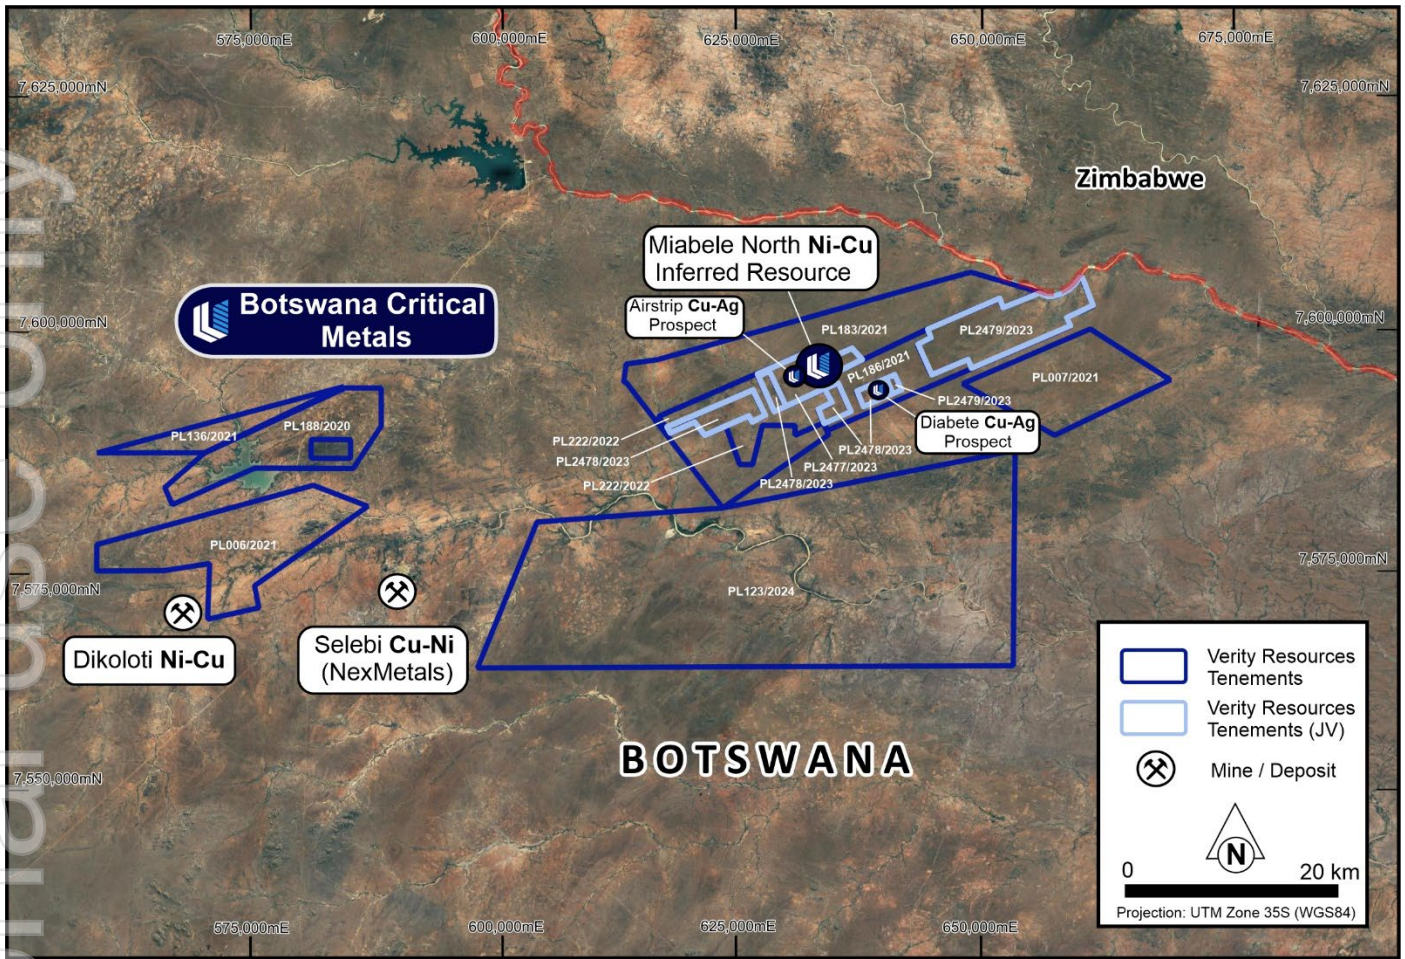 575,000mE
600,000mE
625,000mE
650,000mE
675,000mE
7,625,000mN
7,625,000mN
Zimbabwe
Miabele North Ni-Cu
Inferred Resource
Airstrip Cu-Ag
Prospect
Botswana Critical
Metals
7,600,000mN
7,600,000mN
PL183/2021
PL2479/2023
PL186/2021
PL007/2021
PL2479/2023
Diabete Cu-Ag
Prospect
PL136/2021
PL188/2020
PL222/2022
PL2478/2023
PL222/2022
PL2478/2023
PL2477/2023
PL2478/2023
PL006/2021
7,575,000mN
7,575,000mN
PL123/2024
Dikoloti Ni-Cu
Selebi Cu-Ni
(NexMetals)
BOTSWANA
7,550,000mN
Verity Resources
Tenements
Verity Resources
Tenements (JV)
Mine / Deposit
N
0 20 km
Projection: UTM Zone 35S (WGS84)
575,000mE
600,000mE
625,000mE
650,000mE